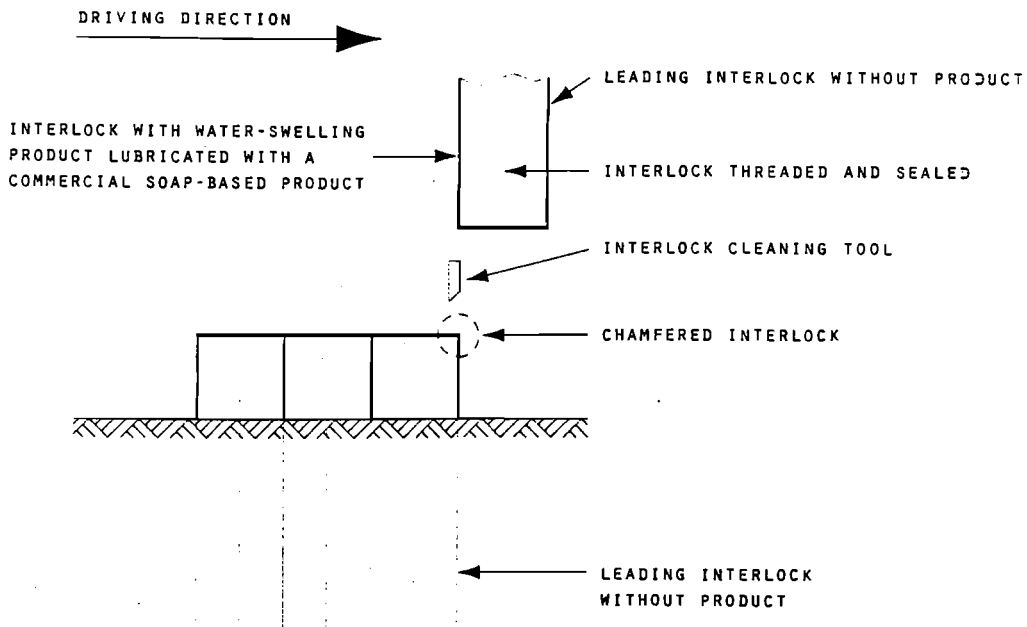 DRIVING DIRECTION
LEADING INTERLOCK WITHOUT PRODUCT
INTERLOCK WITH WATER-SWELLING
PRODUCT LUBRICATED WITH A
COMMERCIAL SOAP-BASED PRODUCT
INTERLOCK THREADED AND SEALED
INTERLOCK CLEANING TOOL
CHAMFERED INTERLOCK
LEADING INTERLOCK
WITHOUT PRODUCT